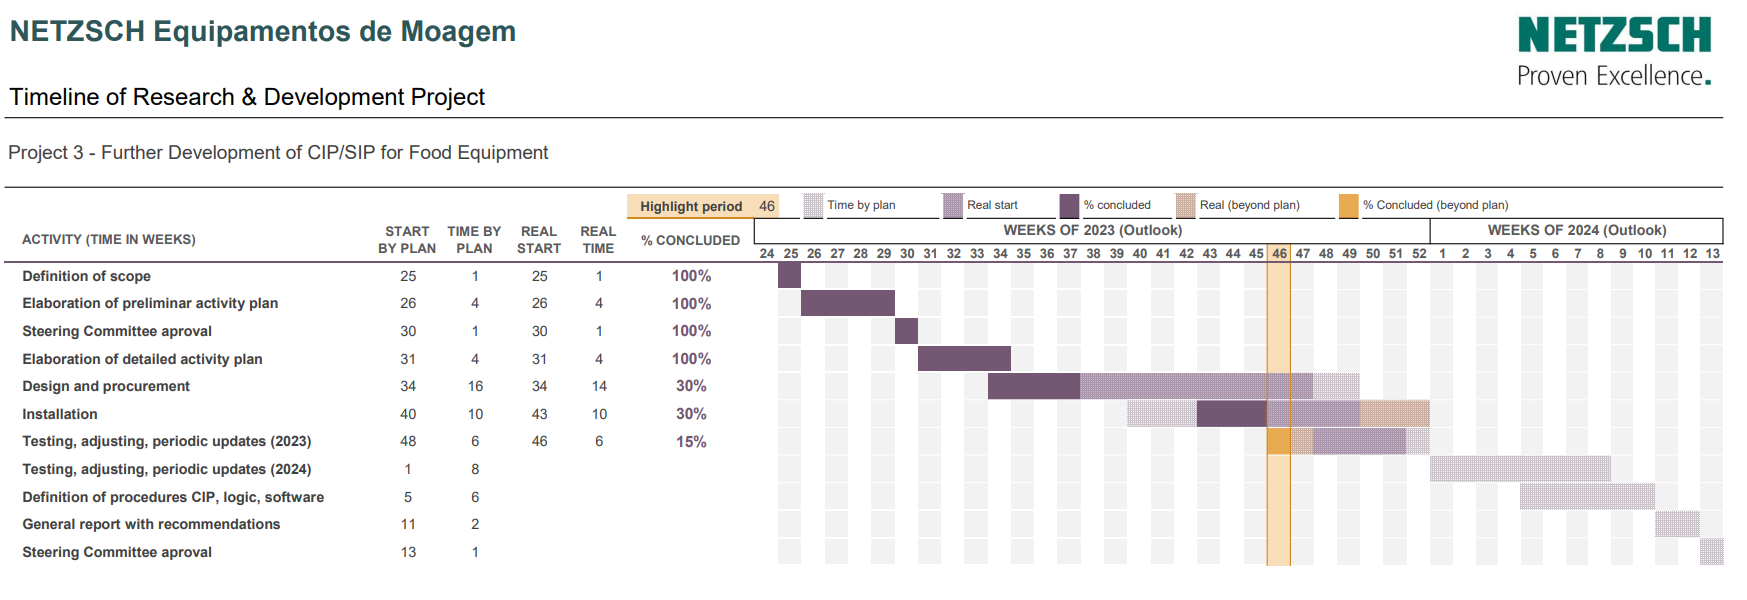 NETZSCH Equipamentos de Moagem
NETZSCH
Proven Excellence.
Timeline of Research & Development Project
Project 3 - Further Development of CIP/SIP for Food Equipment
Highlight period 46 Time by plan Real start % concluded Real (beyond plan) % Concluded (beyond plan)
ACTIVITY (TIME IN WEEKS) START BY PLAN TIME BY PLAN REAL START REAL TIME % CONCLUDED WEEKS OF 2023 (Outlook) WEEKS OF 2024 (Outlook)
24 25 26 27 28 29 30 31 32 33 34 35 36 37 38 39 40 41 42 43 44 45 46 47 48 49 50 51 52 1 2 3 4 5 6 7 8 9 10 11 12 13
Definition of scope 25 1 25 1 100%
Elaboration of preliminar activity plan 26 4 26 4 100%
Steering Committee aproval 30 1 30 1 100%
Elaboration of detailed activity plan 31 4 31 4 100%
Design and procurement 34 16 34 14 30%
Installation 40 10 43 10 30%
Testing, adjusting, periodic updates (2023) 48 6 46 6 15%
Testing, adjusting, periodic updates (2024) 1 8
Definition of procedures CIP, logic, software 5 6
General report with recommendations 11 2
Steering Committee aproval 13 1